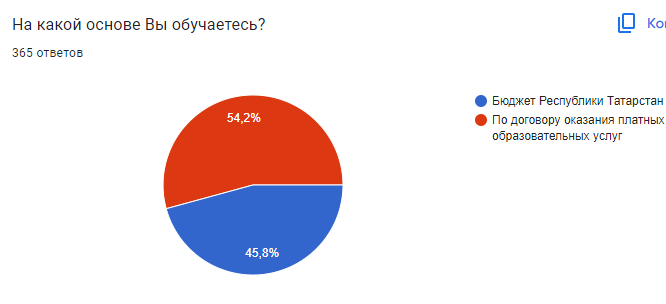 На какой основе Вы обучаетесь?
365 ответов
54,2%
45,8%
Бюджет Республики Татарстан
По договору оказания платных
образовательных услуг